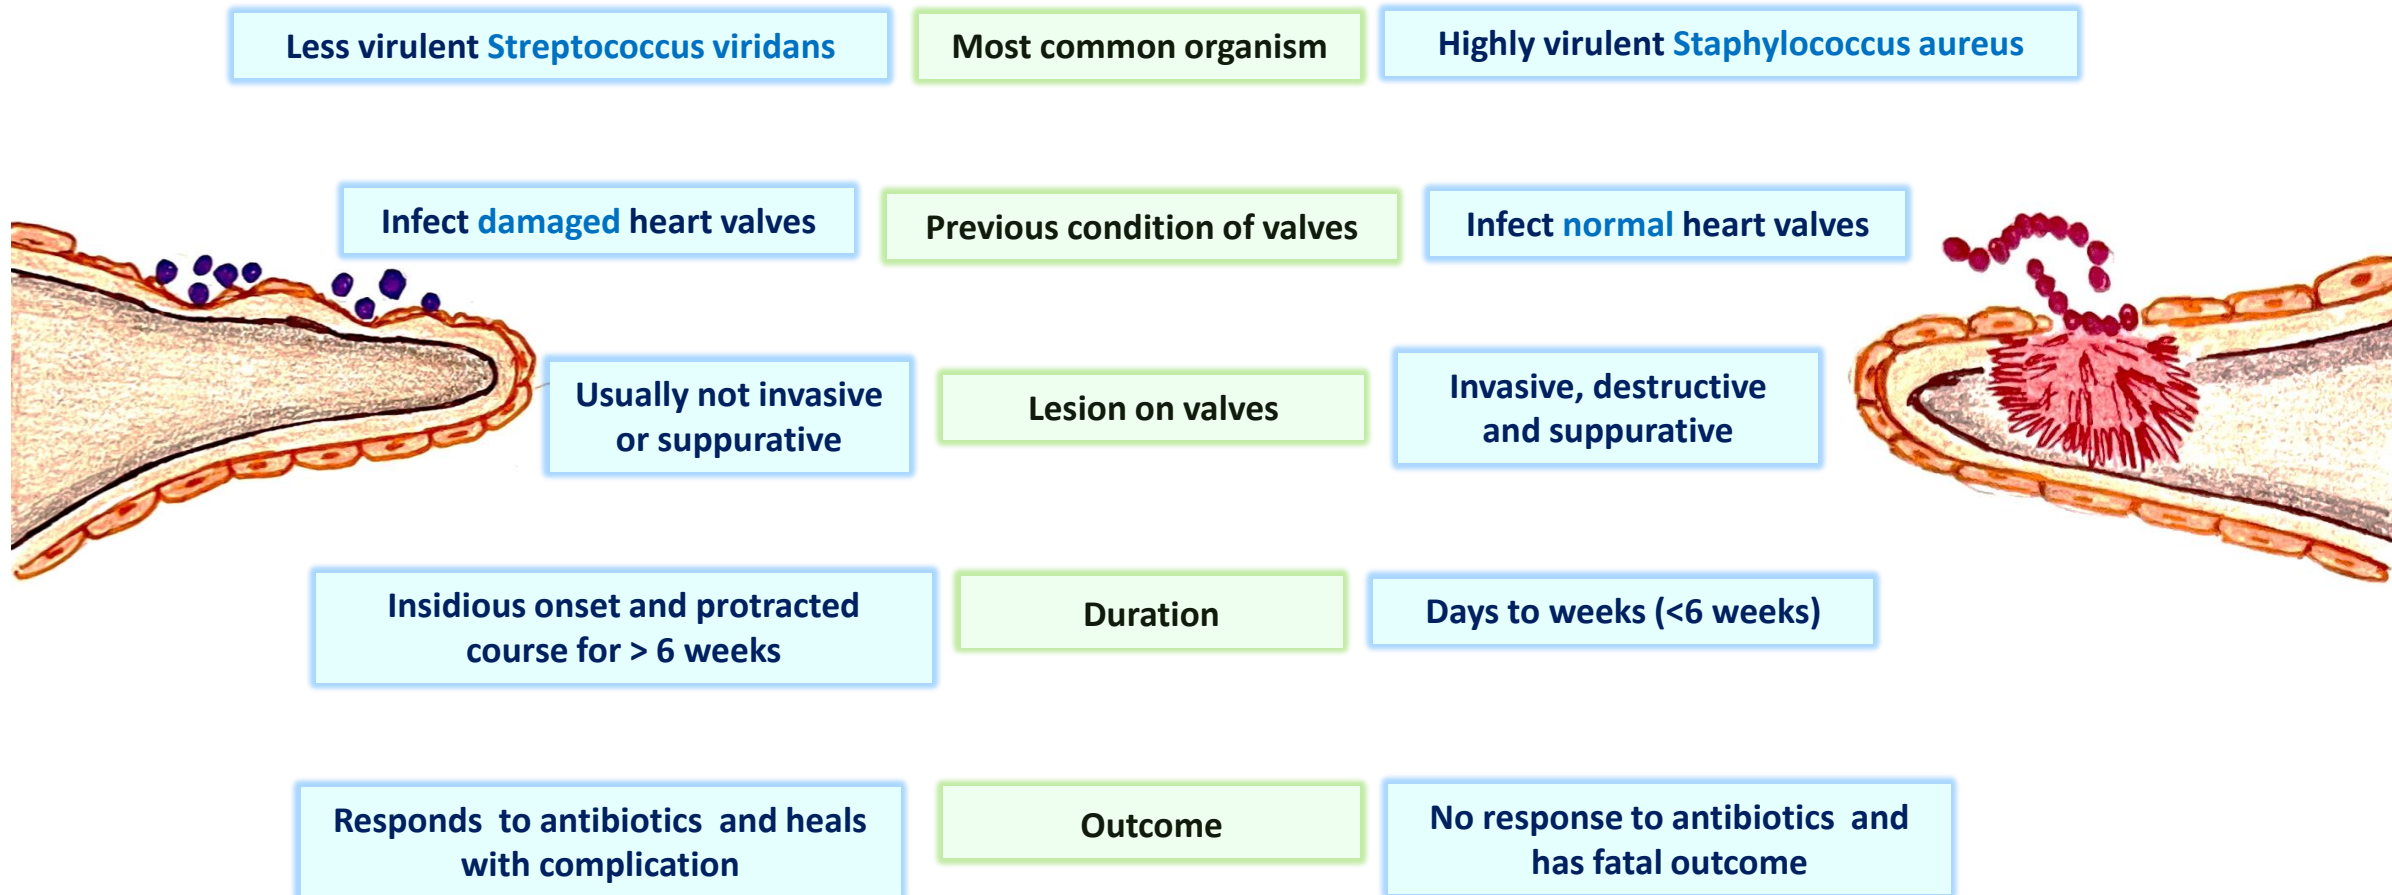 Less virulent Streptococcus viridans
Most common organism
Highly virulent Staphylococcus aureus
Infect damaged heart valves
Previous condition of valves
Infect normal heart valves
Usually not invasive
or suppurative
Lesion on valves
Invasive, destructive
and suppurative
Insidious onset and protracted
course for > 6 weeks
Duration
Days to weeks (<6 weeks)
Responds to antibiotics and heals
with complication
Outcome
No response to antibiotics and
has fatal outcome